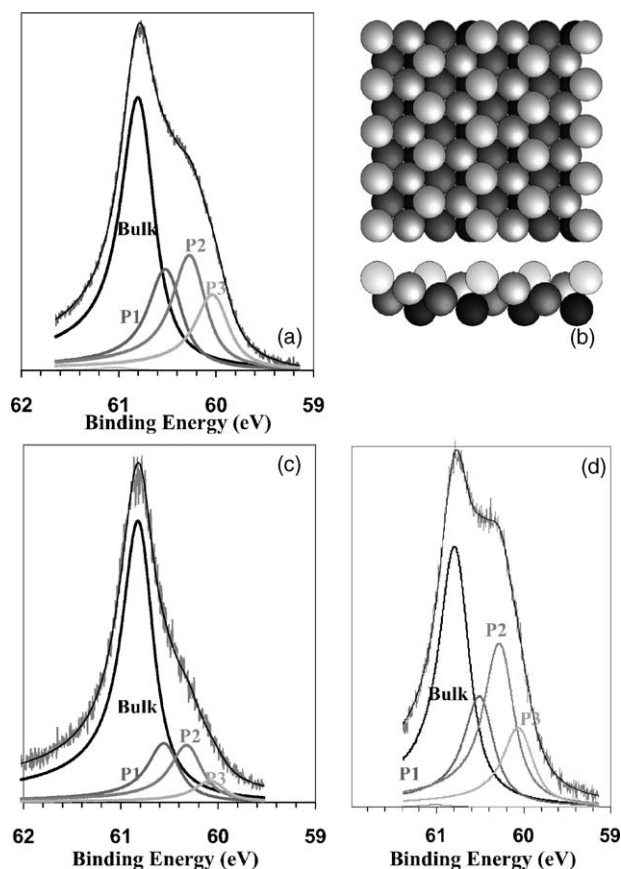 (a)
Bulk
P1
P2
P3
62 61 60 59
Binding Energy (eV)
(b)
(c)
Bulk
P1
P2
P3
62 61 60 59
Binding Energy (eV)
(d)
Bulk
P1
P2
P3
61 60 59
Binding Energy (eV)